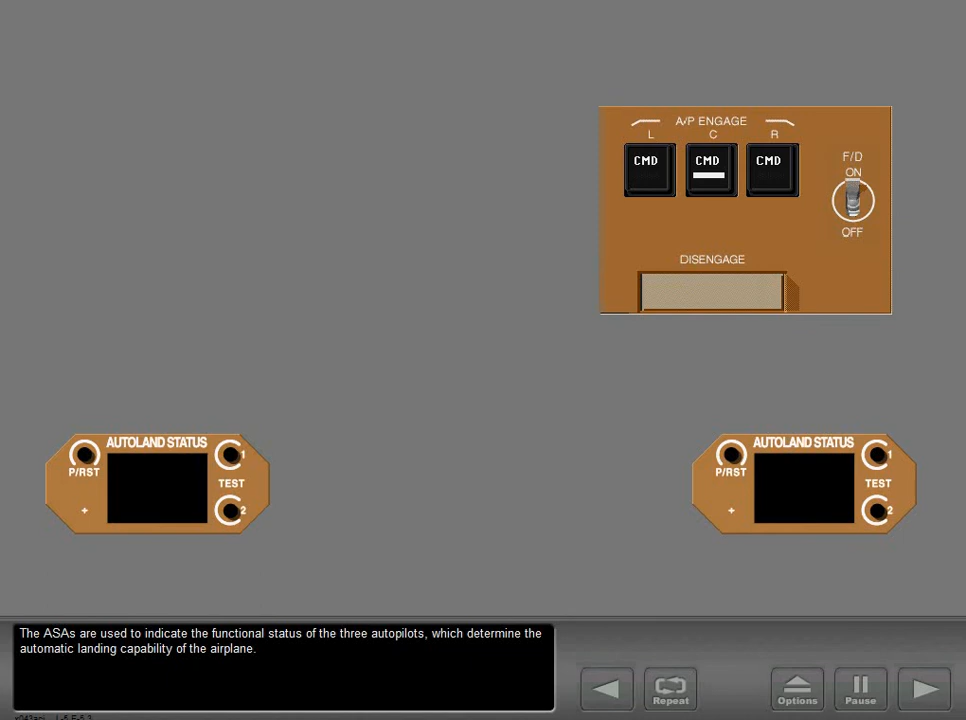 A/P ENGAGE
L C R
CMD CMD CMD
F/D
ON
OFF
DISENGAGE
AUTOLAND STATUS
P/RST
1
TEST
2
AUTOLAND STATUS
P/RST
1
TEST
2
The ASAs are used to indicate the functional status of the three autopilots, which determine the
automatic landing capability of the airplane.
Repeat
Options
Pause